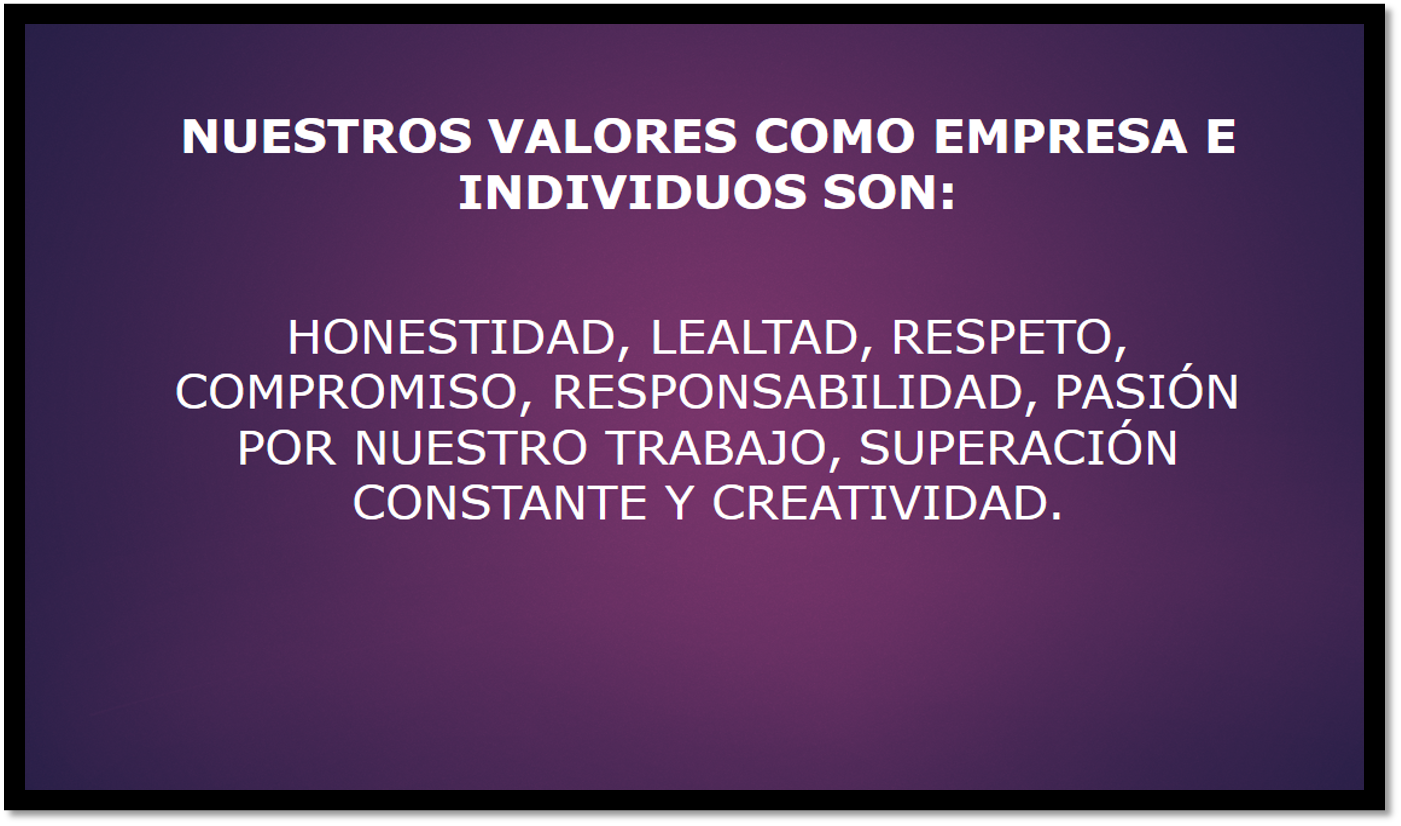 NUESTROS VALORES COMO EMPRESA E
INDIVIDUOS SON:
HONESTIDAD, LEALTAD, RESPETO,
COMPROMISO, RESPONSABILIDAD, PASIÓN
POR NUESTRO TRABAJO, SUPERACIÓN
CONSTANTE Y CREATIVIDAD.